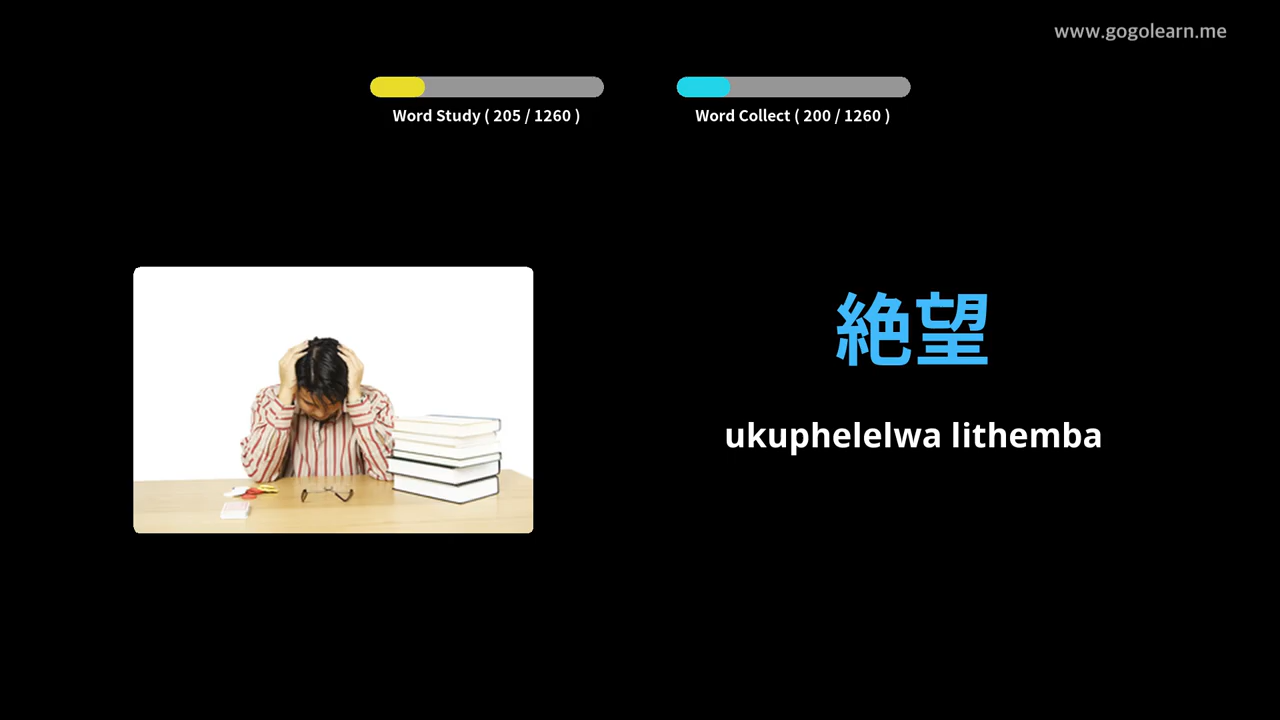 www.gogolearn.me
Word Study ( 205 / 1260 )
Word Collect ( 200 / 1260 )
絶望
ukuphelelwa lithemba